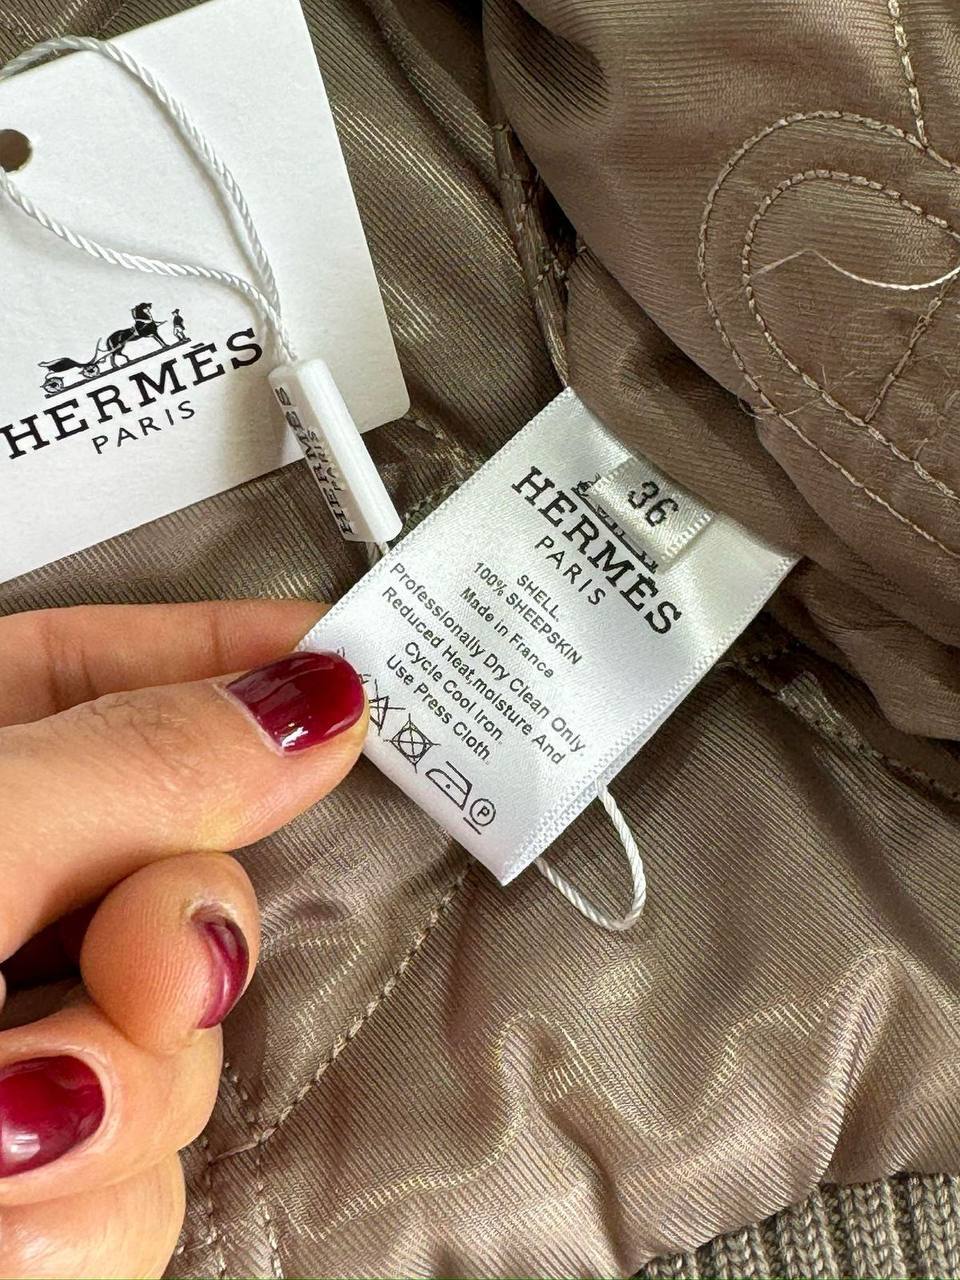 HERMÈS
PARIS
HERMES
PARIS
HERMES
36
HERMÈS
PARIS
SHELL.
100% SHEEPSKIN
Made in France
Professionally Dry Clean Only.
Reduced Heat,moisture And
Cycle Cool Iron.
Use Press Cloth.
P